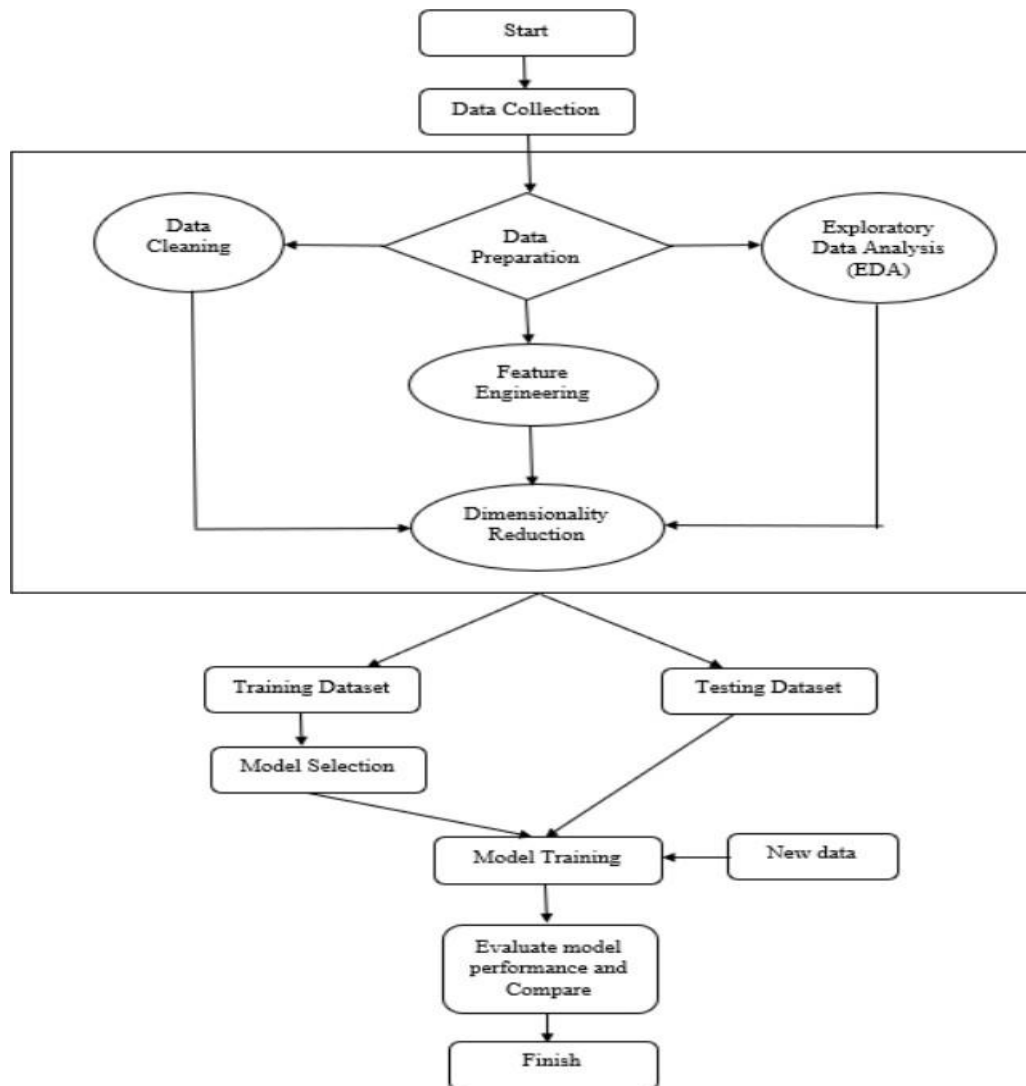 Start
Data Collection
Data
Cleaning
Data
Preparation
Exploratory
Data Analysis
(EDA)
Feature
Engineering
Dimensionality
Reduction
Training Dataset
Testing Dataset
Model Selection
Model Training
New data
Evaluate model
performance and
Compare
Finish